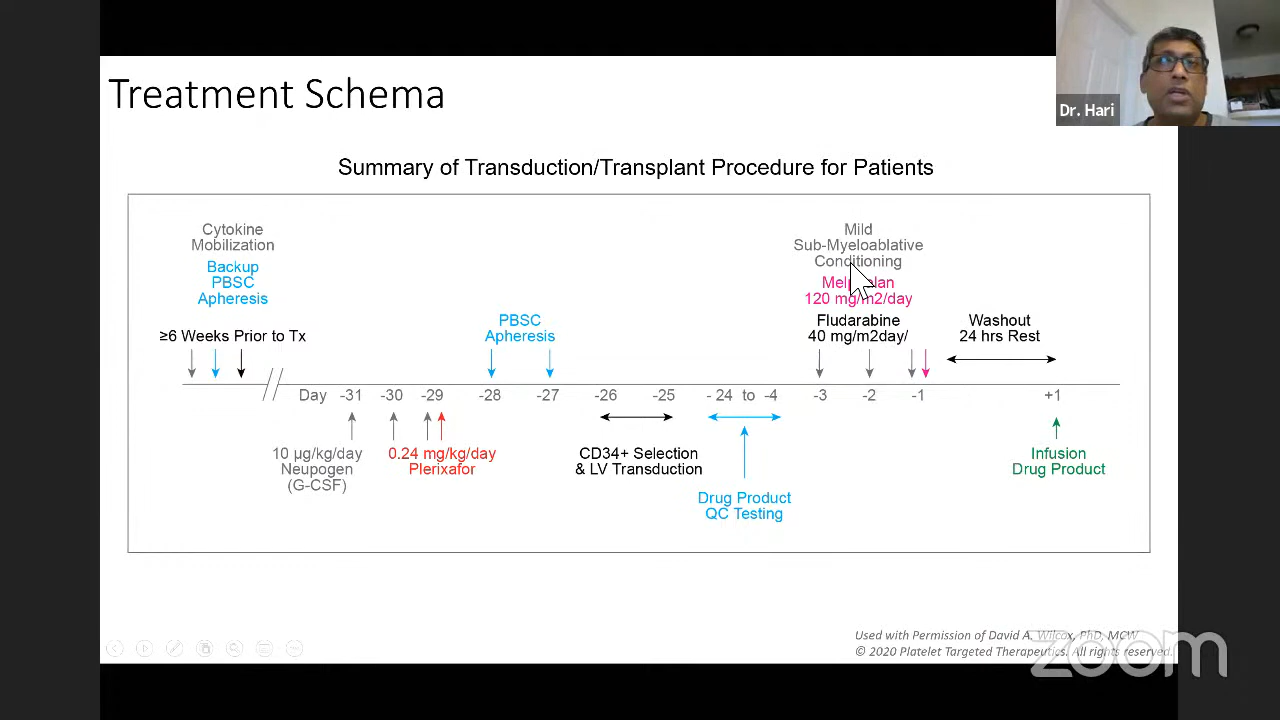 Treatment Schema
Dr. Hari
Summary of Transduction/Transplant Procedure for Patients
Cytokine
Mobilization
Backup
PBSC
Apheresis
≥6 Weeks Prior to Tx
PBSC
Apheresis
Mild
Sub-Myeloablative
Conditioning
Melphalan
120 mg/m2/day
Fludarabine
40 mg/m2day/
Washout
24 hrs Rest
Day -31 -30 -29 -28 -27 -26 -25 - 24 to -4 -3 -2 -1 +1
10 µg/kg/day
Neupogen
(G-CSF)
0.24 mg/kg/day
Plerixafor
CD34+ Selection
& LV Transduction
Drug Product
QC Testing
Infusion
Drug Product
Used with Permission of David A. Wilcox, PhD, MCW
© 2020 Platelet Targeted Therapeutics. All rights reserved.
zoom